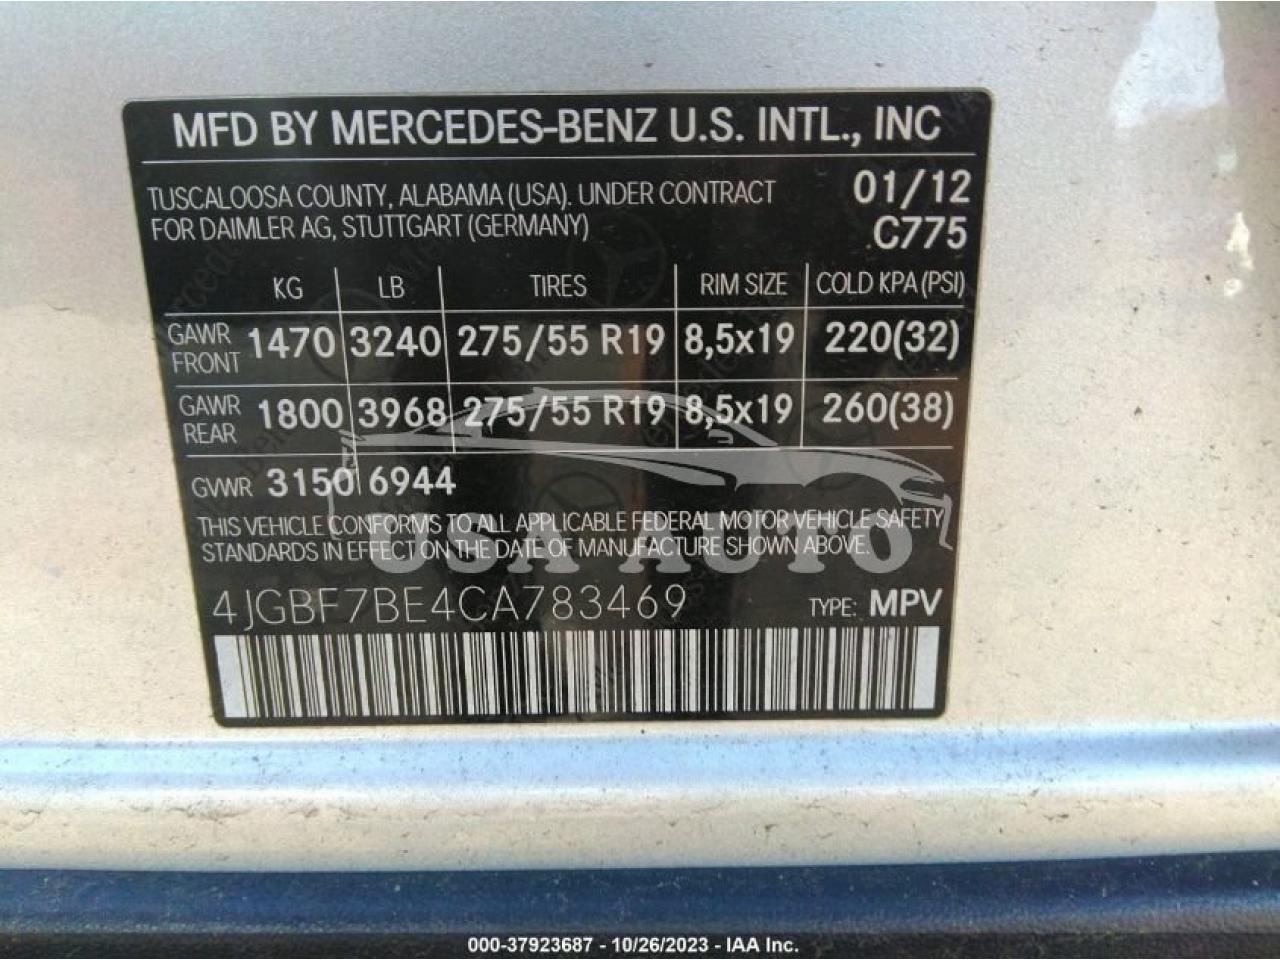 MFD BY MERCEDES-BENZ U.S. INTL., INC
TUSCALOOSA COUNTY, ALABAMA (USA). UNDER CONTRACT 01/12
FOR DAIMLER AG, STUTTGART (GERMANY) C775
KG LB TIRES RIM SIZE COLD KPA (PSI)
GAWR FRONT 1470 3240 275/55 R19 8,5x19 220(32)
GAWR REAR 1800 3968 275/55 R19 8,5x19 260(38)
GVWR 3150 6944
THIS VEHICLE CONFORMS TO ALL APPLICABLE FEDERAL MOTOR VEHICLE SAFETY
STANDARDS IN EFFECT ON THE DATE OF MANUFACTURE SHOWN ABOVE.
USA AUTO
4JGBF7BE4CA783469 TYPE: MPV
000-37923687 - 10/26/2023 - IAA Inc.